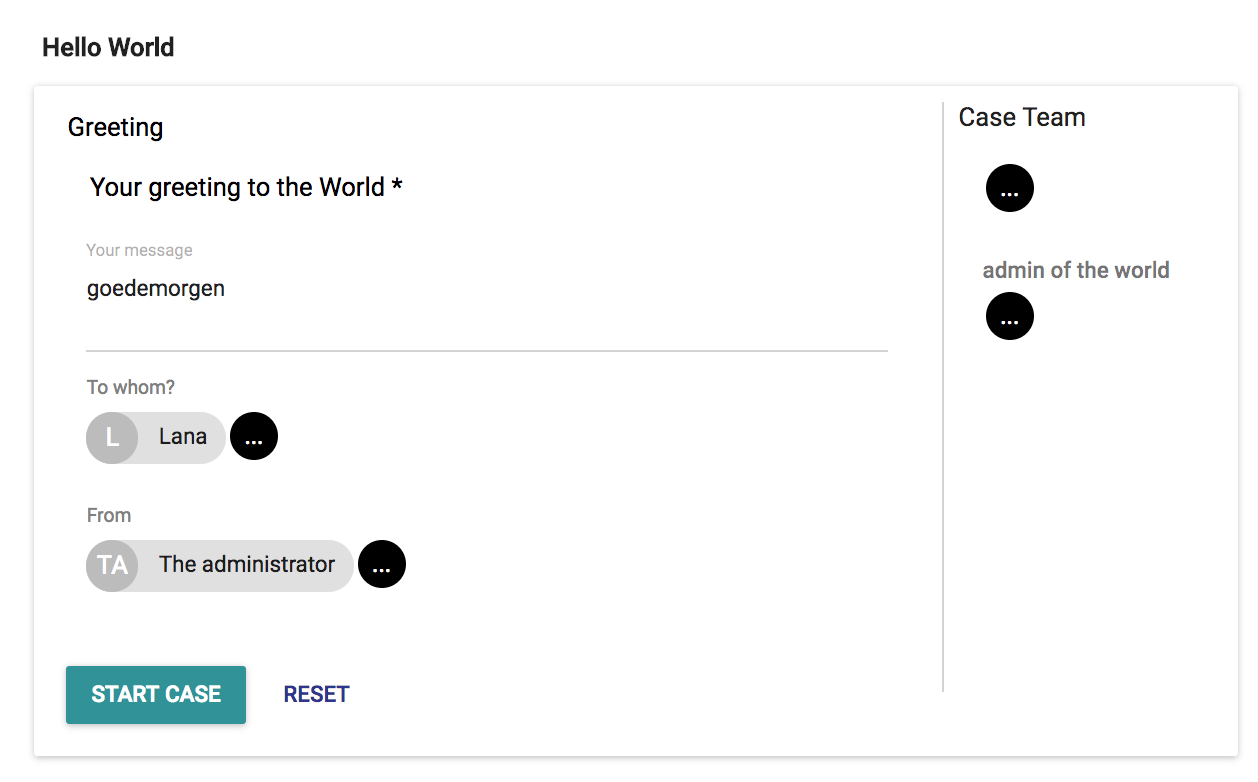 Hello World
Greeting
Your greeting to the World *
Your message
goedemorgen
To whom?
L Lana ...
From
TA The administrator ...
START CASE RESET
Case Team
...
admin of the world
...